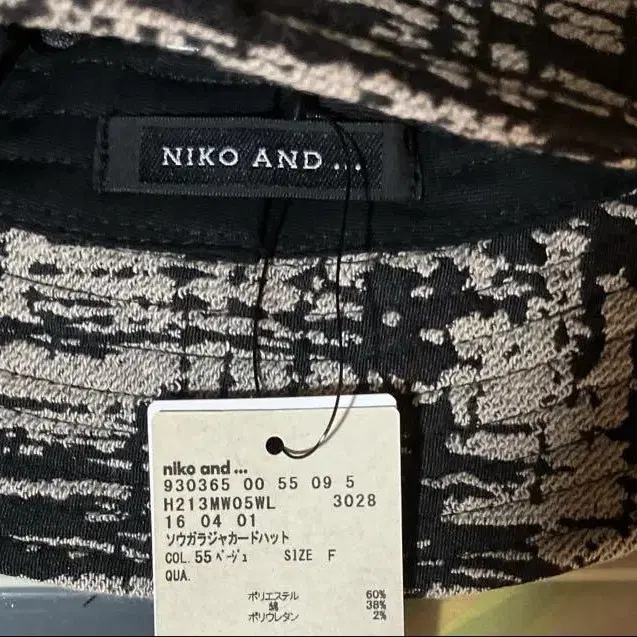 NIKO AND ...
niko and ...
930365 00 55 09 5
H213MW05WL 3028
16 04 01
ソウガラジャカードハット
COL. 55 ベージュ SIZE F
QUA.
ポリエステル 60%
綿 38%
ポリウレタン 2%